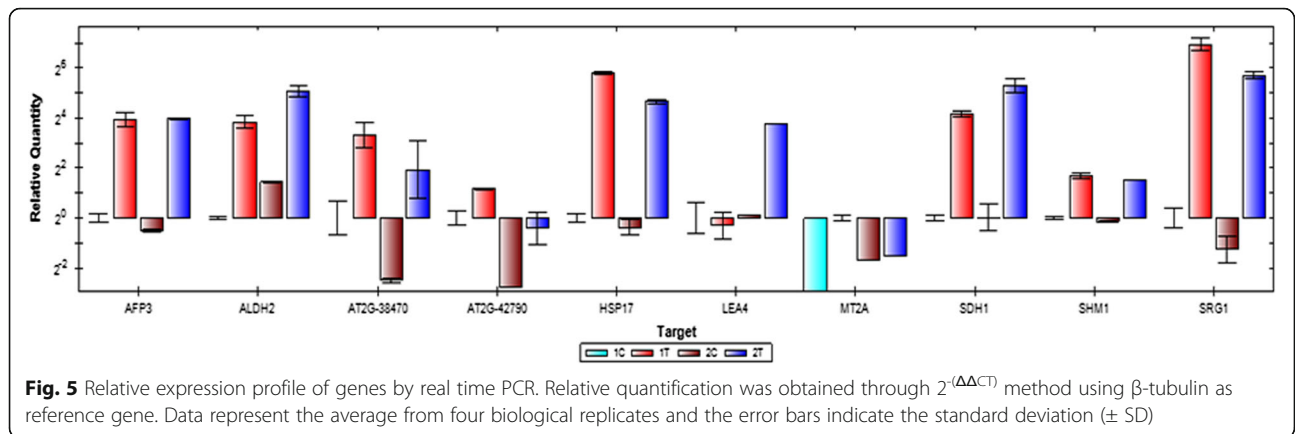 Relative Quantity
2^6
2^4
2^2
2^0
2^-2
AFP3 ALDH2 AT2G-38470 AT2G-42790 HSP17 LEA4 MT2A SDH1 SHM1 SRG1
Target
1C 1T 2C 2T
Fig. 5 Relative expression profile of genes by real time PCR. Relative quantification was obtained through 2^-(ΔΔCT) method using β-tubulin as
reference gene. Data represent the average from four biological replicates and the error bars indicate the standard deviation (± SD)